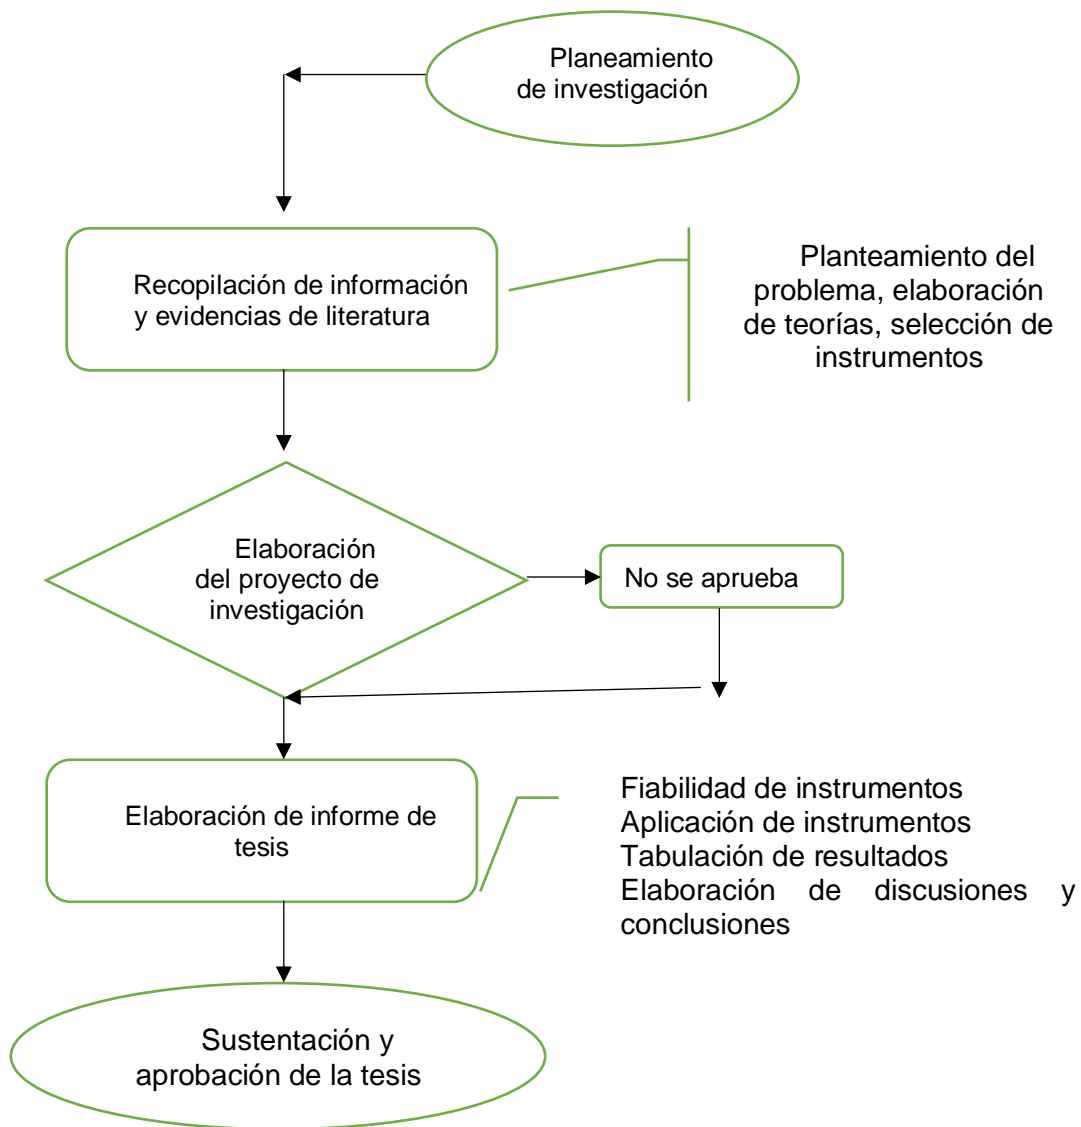 Planeamiento
de investigación
Recopilación de información
y evidencias de literatura
Planteamiento del
problema, elaboración
de teorías, selección de
instrumentos
Elaboración
del proyecto de
investigación
No se aprueba
Elaboración de informe de
tesis
Fiabilidad de instrumentos
Aplicación de instrumentos
Tabulación de resultados
Elaboración de discusiones y
conclusiones
Sustentación y
aprobación de la tesis